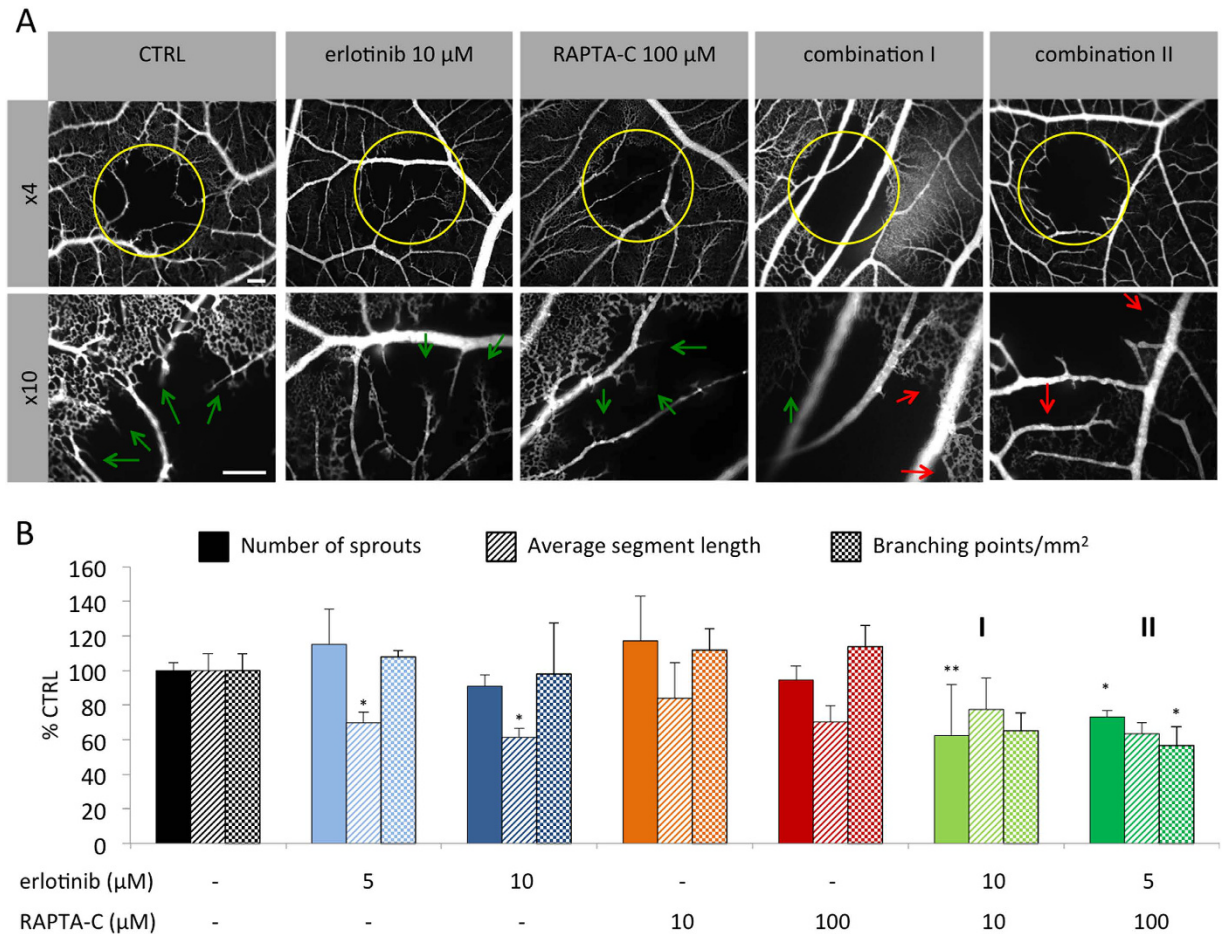 A
CTRL
erlotinib 10 μM
RAPTA-C 100 μM
combination I
combination II
x4
x10
B
Number of sprouts
Average segment length
Branching points/mm²
% CTRL
160
140
120
100
80
60
40
20
0
*
*
**
I
*
II
*
erlotinib (μM) - 5 10 - - 10 5
RAPTA-C (μM) - - - 10 100 10 100